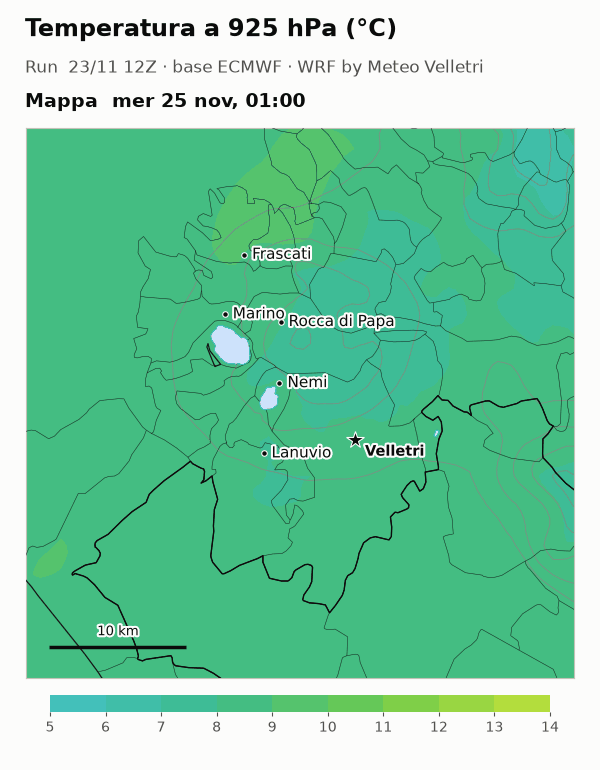 Temperatura a 925 hPa (°C)
Run  23/11 12Z · base ECMWF · WRF by Meteo Velletri
Mappa  mer 25 nov, 01:00
Frascati
Marino
Rocca di Papa
Nemi
Velletri
Lanuvio
10 km
5 6 7 8 9 10 11 12 13 14